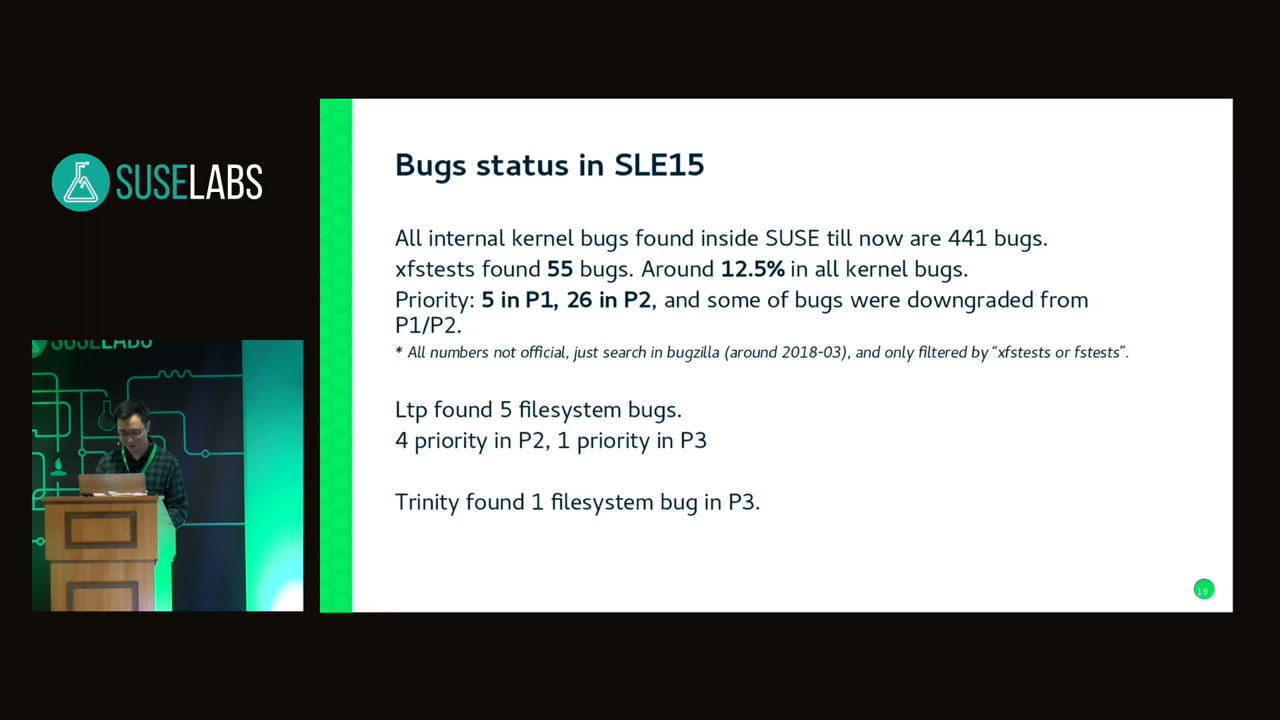 SUSELABS
Bugs status in SLE15
All internal kernel bugs found inside SUSE till now are 441 bugs.
xfstests found 55 bugs. Around 12.5% in all kernel bugs.
Priority: 5 in P1, 26 in P2, and some of bugs were downgraded from
P1/P2.
* All numbers not official, just search in bugzilla (around 2018-03), and only filtered by “xfstests or fstests”.
Ltp found 5 filesystem bugs.
4 priority in P2, 1 priority in P3
Trinity found 1 filesystem bug in P3.
SUSELABS
19